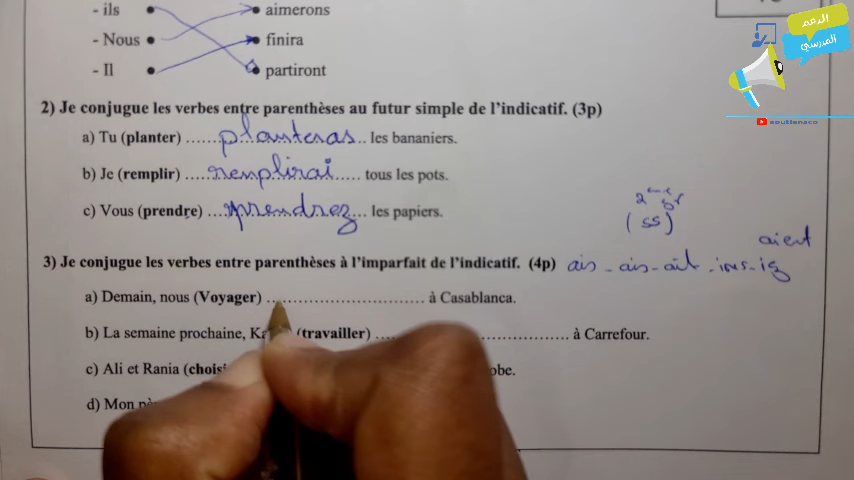 - ils aimerons
- Nous finira
- Il partiront
الدعم
المدرسي
soutiensco
2) Je conjugue les verbes entre parenthèses au futur simple de l'indicatif. (3p)
a) Tu (planter) ...... planteras .. les bananiers.
b) Je (remplir) ...... remplirai ..... tous les pots.
c) Vous (prendre) .... prendrez ... les papiers.
(ss)
aient
3) Je conjugue les verbes entre parenthèses à l'imparfait de l'indicatif. (4p) ais - ais - ait - ions - iez
a) Demain, nous (Voyager) ................................. à Casablanca.
b) La semaine prochaine, (travailler) ................................. à Carrefour.
c) Ali et Rania
d) Mon